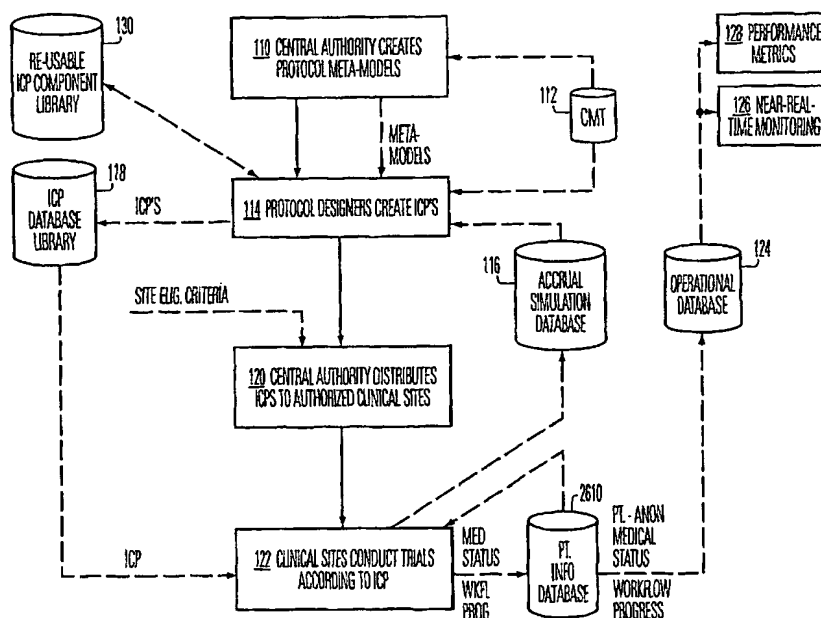 130
RE-USABLE
ICP COMPONENT
LIBRARY
110 CENTRAL AUTHORITY CREATES
PROTOCOL META-MODELS
128 PERFORMANCE
METRICS
112
CMT
126 NEAR-REAL-
TIME MONITORING
META-
MODELS
118
ICP
DATABASE
LIBRARY
ICP'S
114 PROTOCOL DESIGNERS CREATE ICP'S
116
ACCRUAL
SIMULATION
DATABASE
124
OPERATIONAL
DATABASE
SITE ELIG. CRITERIA
120 CENTRAL AUTHORITY DISTRIBUTES
ICPS TO AUTHORIZED CLINICAL SITES
2610
ICP
122 CLINICAL SITES CONDUCT TRIALS
ACCORDING TO ICP
MED
STATUS
WKFL
PROG.
PT.
INFO
DATABASE
PT. - ANON
MEDICAL
STATUS
WORKFLOW
PROGRESS